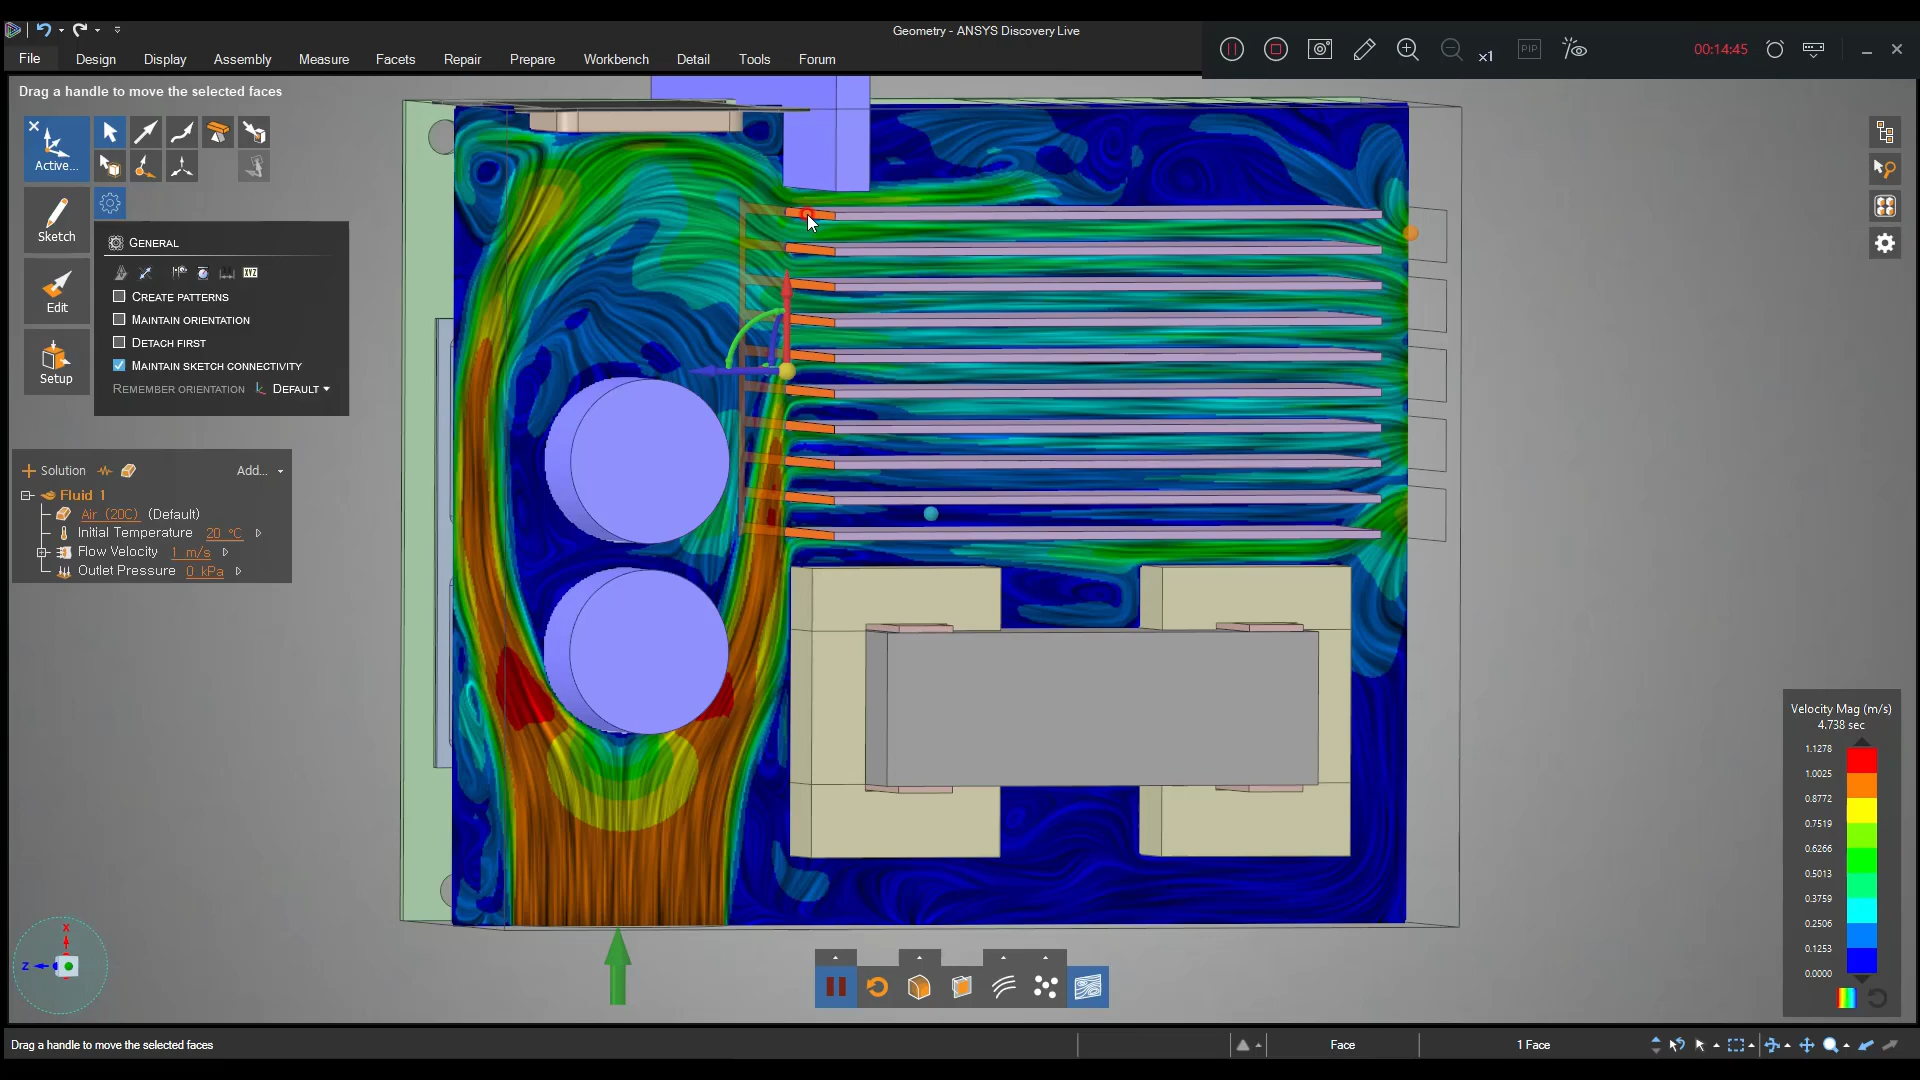 Geometry - ANSYS Discovery Live
File Design Display Assembly Measure Facets Repair Prepare Workbench Detail Tools Forum
x1 PIP 00:14:45
Drag a handle to move the selected faces
Active...
Sketch
Edit
Setup
GENERAL
XYZ
CREATE PATTERNS
MAINTAIN ORIENTATION
DETACH FIRST
MAINTAIN SKETCH CONNECTIVITY
REMEMBER ORIENTATION DEFAULT
Solution Add...
Fluid 1
Air (20C) (Default)
Initial Temperature 20 °C
Flow Velocity 1 m/s
Outlet Pressure 0 kPa
Velocity Mag (m/s)
4.738 sec
1.1278
1.0025
0.8772
0.7519
0.6266
0.5013
0.3759
0.2506
0.1253
0.0000
X
Z
Drag a handle to move the selected faces Face 1 Face